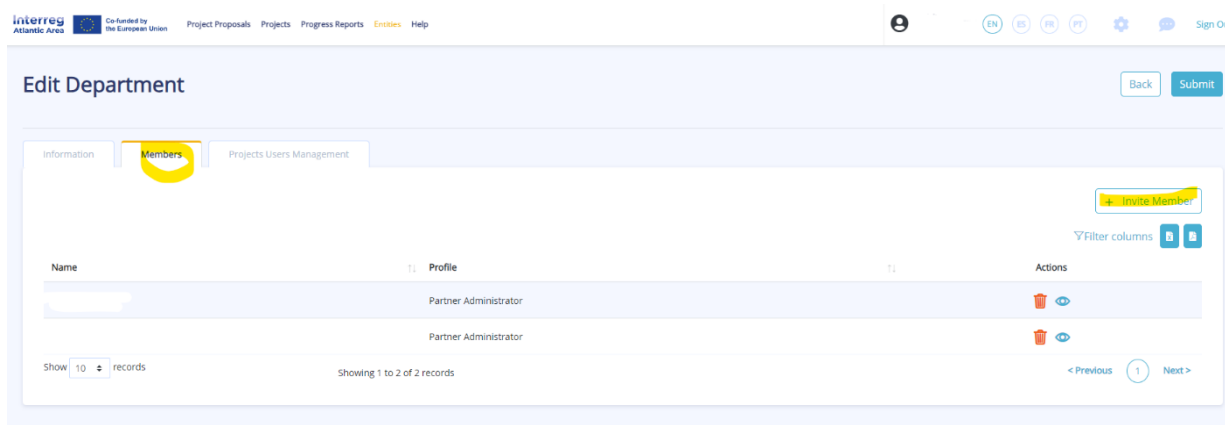 Interreg
Atlantic Area
Co-funded by
the European Union
Project Proposals Projects Progress Reports Entities Help
EN ES FR PT
Sign O
Edit Department
Back Submit
Information Members Projects Users Management
+ Invite Member
Filter columns
Name Profile Actions
Partner Administrator
Partner Administrator
Show 10 records
Showing 1 to 2 of 2 records
< Previous 1 Next >